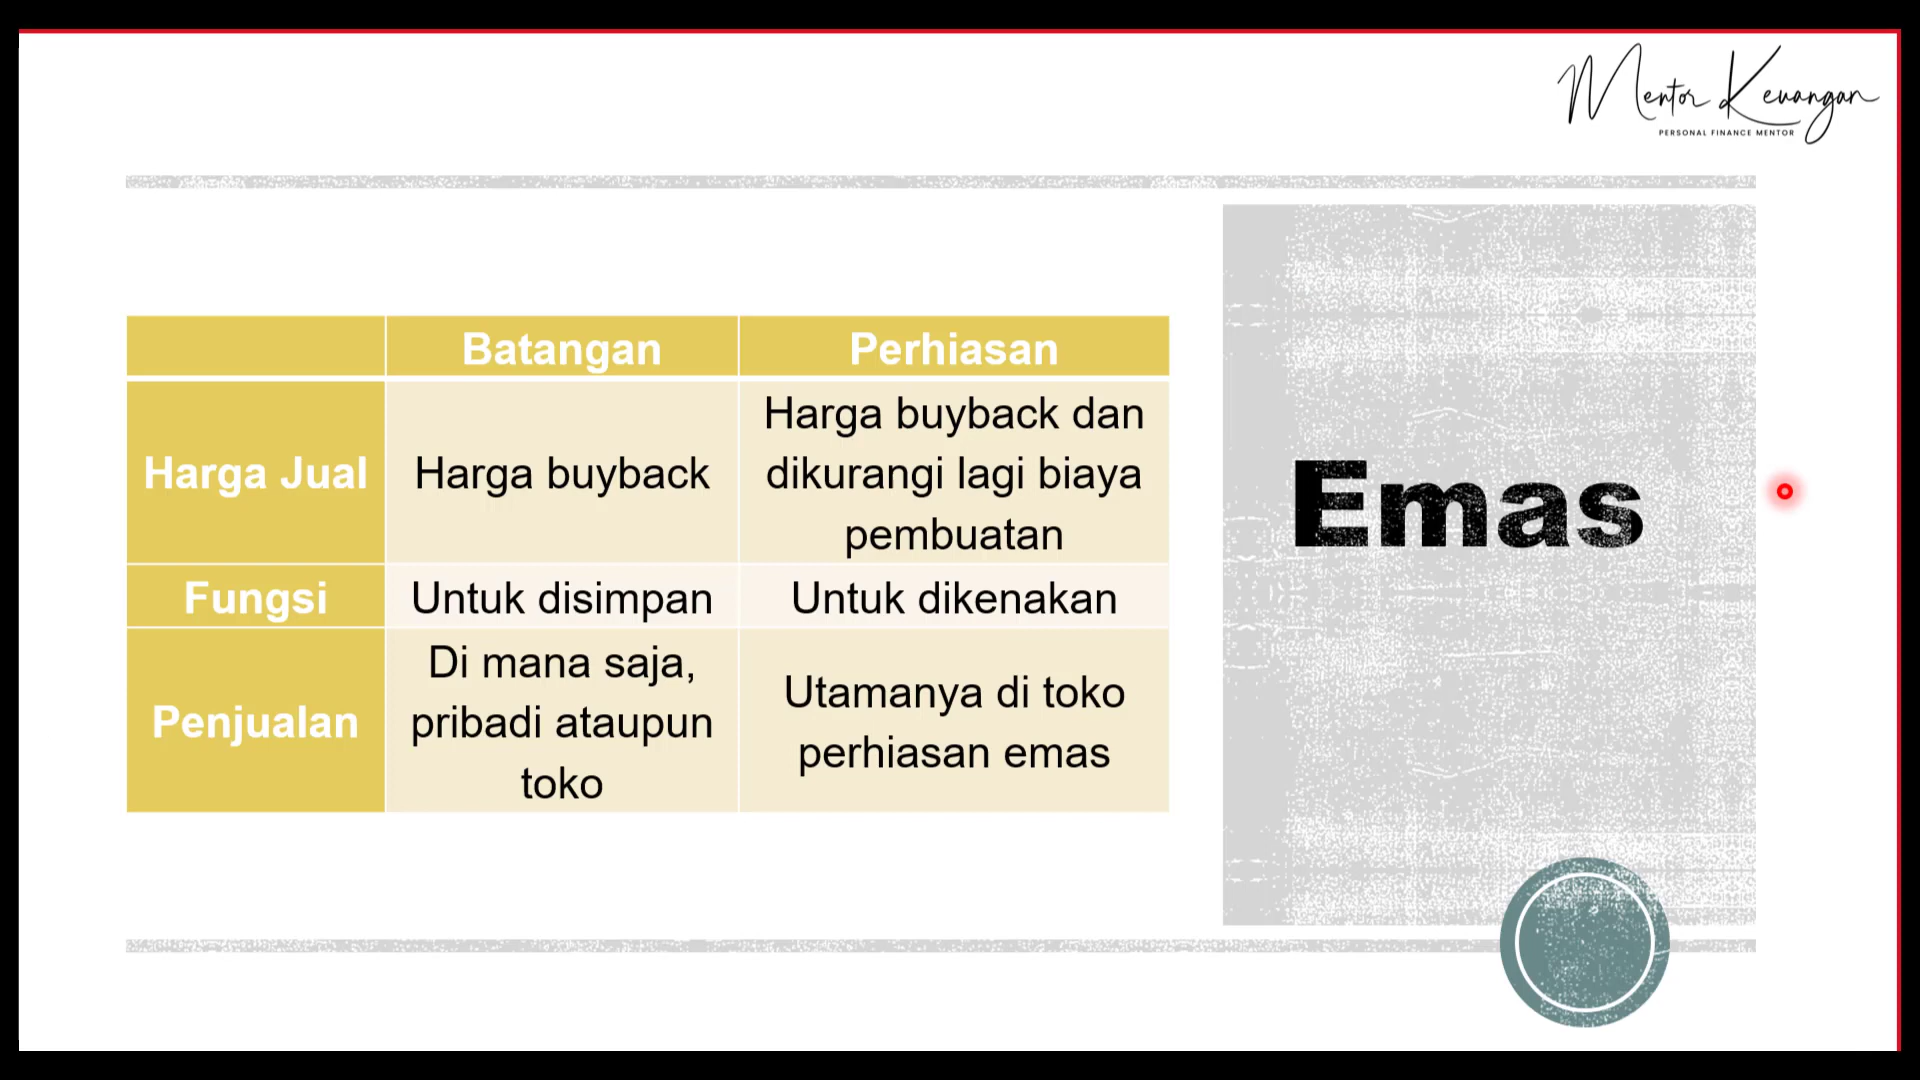 Mentor Keuangan
PERSONAL FINANCE MENTOR
Batangan
Perhiasan
Harga Jual
Harga buyback
Harga buyback dan
dikurangi lagi biaya
pembuatan
Fungsi
Untuk disimpan
Untuk dikenakan
Penjualan
Di mana saja,
pribadi ataupun
toko
Utamanya di toko
perhiasan emas
Emas